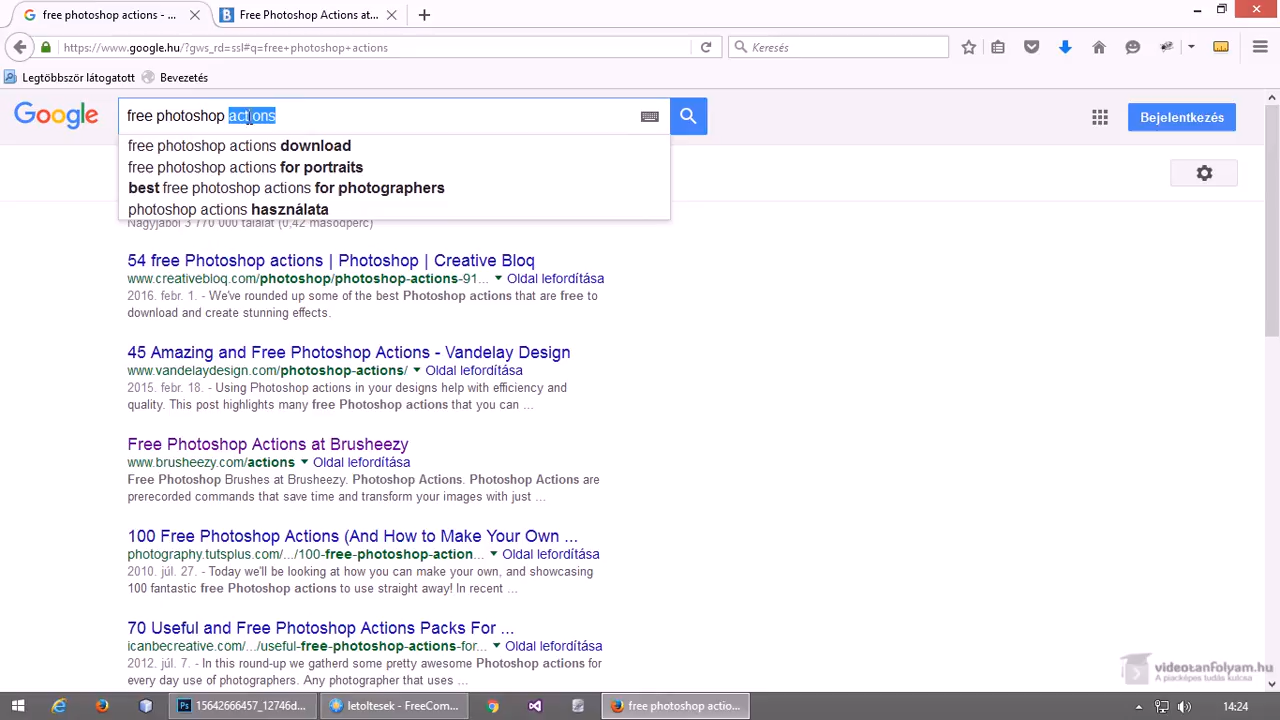 free photoshop actions - ...
Free Photoshop Actions at...
https://www.google.hu/?gws_rd=ssl#q=free+photoshop+actions
Keresés
Legtöbbször látogatott
Bevezetés
Google
free photoshop actions
Bejelentkezés
free photoshop actions download
free photoshop actions for portraits
best free photoshop actions for photographers
photoshop actions használata
Nagyjából 3 770 000 találat (0,42 másodperc)
54 free Photoshop actions | Photoshop | Creative Bloq
www.creativebloq.com/photoshop/photoshop-actions-91... Oldal lefordítása
2016. febr. 1. - We've rounded up some of the best Photoshop actions that are free to
download and create stunning effects.
45 Amazing and Free Photoshop Actions - Vandelay Design
www.vandelaydesign.com/photoshop-actions/ Oldal lefordítása
2015. febr. 18. - Using Photoshop actions in your designs help with efficiency and
quality. This post highlights many free Photoshop actions that you can ...
Free Photoshop Actions at Brusheezy
www.brusheezy.com/actions Oldal lefordítása
Free Photoshop Brushes at Brusheezy. Photoshop Actions. Photoshop Actions are
prerecorded commands that save time and transform your images with just ...
100 Free Photoshop Actions (And How to Make Your Own ...
photography.tutsplus.com/.../100-free-photoshop-action... Oldal lefordítása
2010. júl. 27. - Today we'll be looking at how you can make your own, and showcasing
100 fantastic free Photoshop actions to use straight away! In recent ...
70 Useful and Free Photoshop Actions Packs For ...
icanbecreative.com/.../useful-free-photoshop-actions-for... Oldal lefordítása
2012. júl. 7. - In this round-up we gathered some pretty awesome Photoshop actions for
every day use of photographers. Any photographer that uses ...
videotanfolyam.hu
A piacképes tudás kulcsa
15642666457_12746d...
letoltesek - FreeCom...
free photoshop actio...
14:24